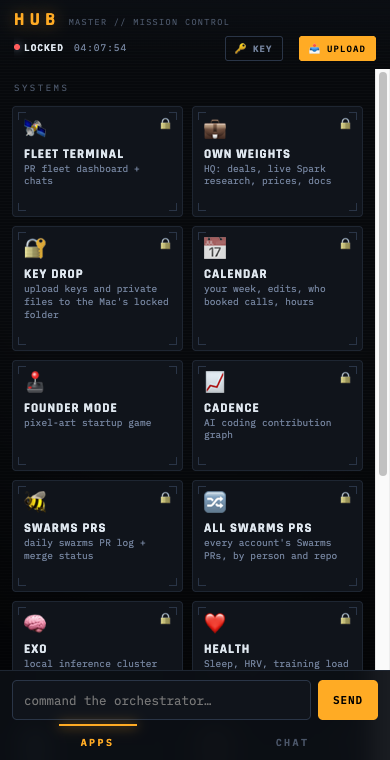 HUB MASTER // MISSION CONTROL
LOCKED 04:07:54 KEY UPLOAD
SYSTEMS
FLEET TERMINAL
PR fleet dashboard +
chats
OWN WEIGHTS
HQ: deals, live Spark
research, prices, docs
KEY DROP
upload keys and private
files to the Mac's locked
folder
17
CALENDAR
your week, edits, who
booked calls, hours
FOUNDER MODE
pixel-art startup game
CADENCE
AI coding contribution
graph
SWARMS PRS
daily swarms PR log +
merge status
ALL SWARMS PRS
every account's Swarms
PRs, by person and repo
EXO
local inference cluster
HEALTH
Sleep, HRV, training load
command the orchestrator…
SEND
APPS CHAT